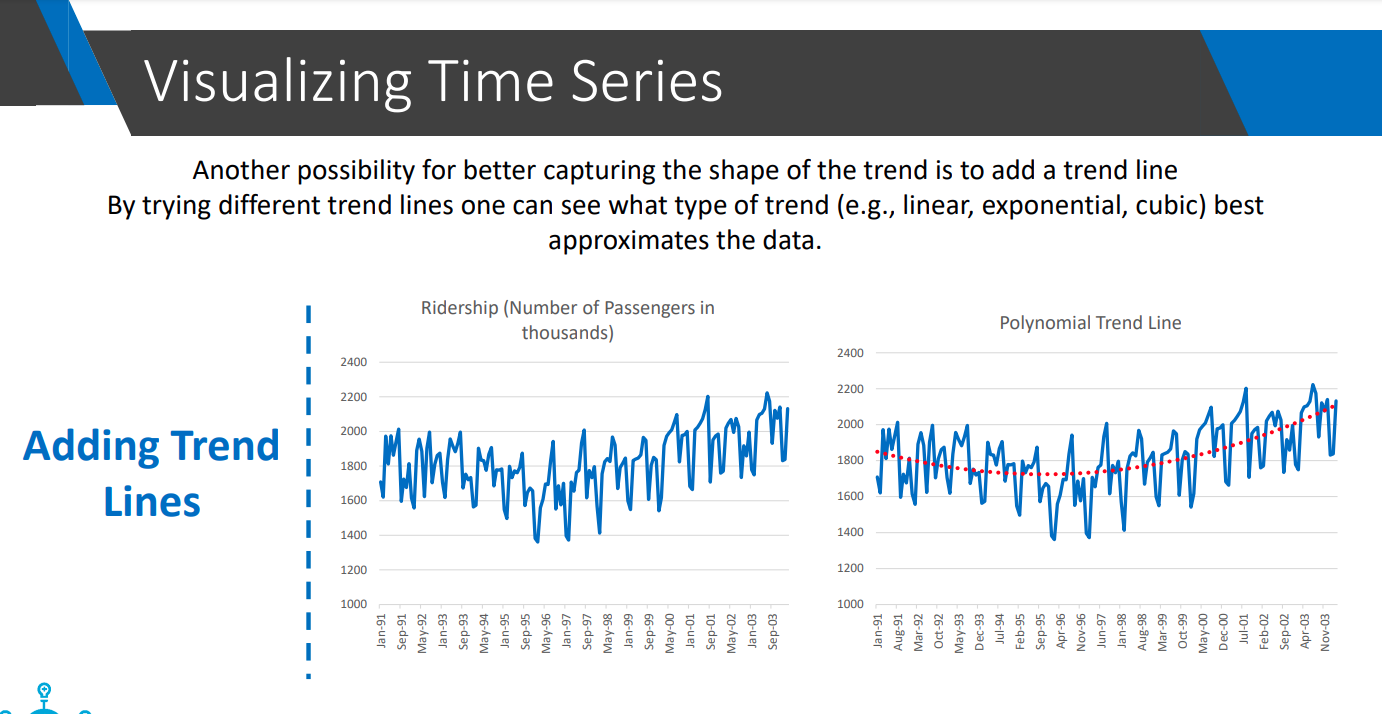 Visualizing Time Series
Another possibility for better capturing the shape of the trend is to add a trend line
By trying different trend lines one can see what type of trend (e.g., linear, exponential, cubic) best
approximates the data.
Adding Trend
Lines
Ridership (Number of Passengers in
thousands)
2400
2200
2000
1800
1600
1400
1200
1000
Jan-91
Sep-91
May-92
Jan-93
Sep-93
May-94
Jan-95
Sep-95
May-96
Jan-97
Sep-97
May-98
Jan-99
Sep-99
May-00
Jan-01
Sep-01
May-02
Jan-03
Sep-03
Polynomial Trend Line
2400
2200
2000
1800
1600
1400
1200
1000
Jan-91
Aug-91
Mar-92
Oct-92
May-93
Dec-93
Jul-94
Feb-95
Sep-95
Apr-96
Nov-96
Jun-97
Jan-98
Aug-98
Mar-99
Oct-99
May-00
Dec-00
Jul-01
Feb-02
Sep-02
Apr-03
Nov-03